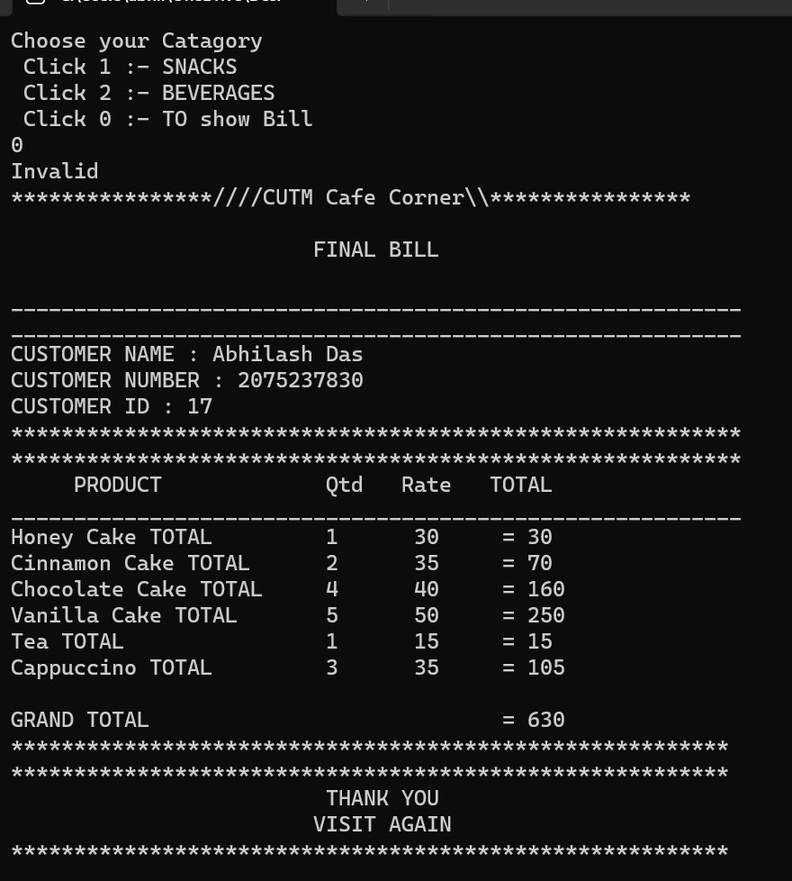 Choose your Catagory
 Click 1 :- SNACKS
 Click 2 :- BEVERAGES
 Click 0 :- TO show Bill
0
Invalid
****************////CUTM Cafe Corner\\****************
FINAL BILL
__________________________________________________________
__________________________________________________________
CUSTOMER NAME : Abhilash Das
CUSTOMER NUMBER : 2075237830
CUSTOMER ID : 17
**********************************************************
**********************************************************
PRODUCT Qtd Rate TOTAL
__________________________________________________________
Honey Cake TOTAL 1 30 = 30
Cinnamon Cake TOTAL 2 35 = 70
Chocolate Cake TOTAL 4 40 = 160
Vanilla Cake TOTAL 5 50 = 250
Tea TOTAL 1 15 = 15
Cappuccino TOTAL 3 35 = 105
GRAND TOTAL = 630
*********************************************************
*********************************************************
THANK YOU
VISIT AGAIN
*********************************************************